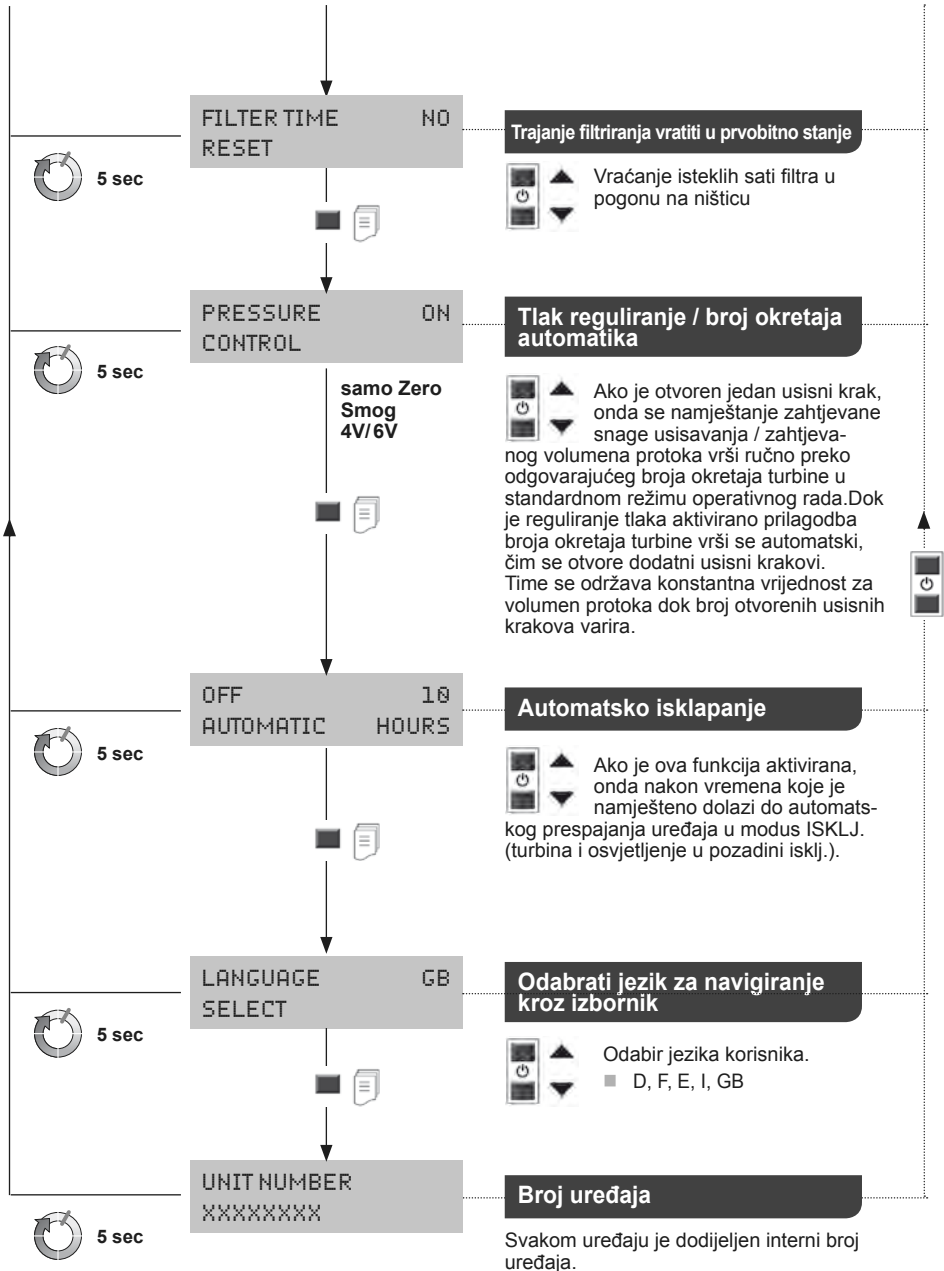 FILTER TIME NO
RESET
Trajanje filtriranja vratiti u prvobitno stanje
5 sec
Vraćanje isteklih sati filtra u
pogonu na ništicu
PRESSURE ON
CONTROL
Tlak reguliranje / broj okretaja
automatika
5 sec
samo Zero
Smog
4V/6V
Ako je otvoren jedan usisni krak,
onda se namještanje zahtjevane
snage usisavanja / zahtjeva-
nog volumena protoka vrši ručno preko
odgovarajućeg broja okretaja turbine u
standardnom režimu operativnog rada.Dok
je reguliranje tlaka aktivirano prilagodba
broja okretaja turbine vrši se automatski,
čim se otvore dodatni usisni krakovi.
Time se održava konstantna vrijednost za
volumen protoka dok broj otvorenih usisnih
krakova varira.
OFF 10
AUTOMATIC HOURS
Automatsko isklapanje
5 sec
Ako je ova funkcija aktivirana,
onda nakon vremena koje je
namješteno dolazi do automats-
kog prespajanja uređaja u modus ISKLJ.
(turbina i osvjetljenje u pozadini isklj.).
LANGUAGE GB
SELECT
Odabrati jezik za navigiranje
kroz izbornik
5 sec
Odabir jezika korisnika.
D, F, E, I, GB
UNIT NUMBER
XXXXXXXX
Broj uređaja
5 sec
Svakom uređaju je dodijeljen interni broj
uređaja.